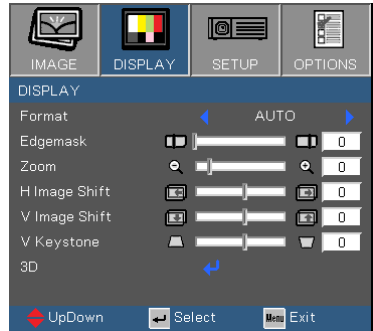 IMAGE DISPLAY SETUP OPTIONS
DISPLAY
Format AUTO
Edgemask 0
Zoom 0
H Image Shift 0
V Image Shift 0
V Keystone 0
3D
UpDown Select Menu Exit